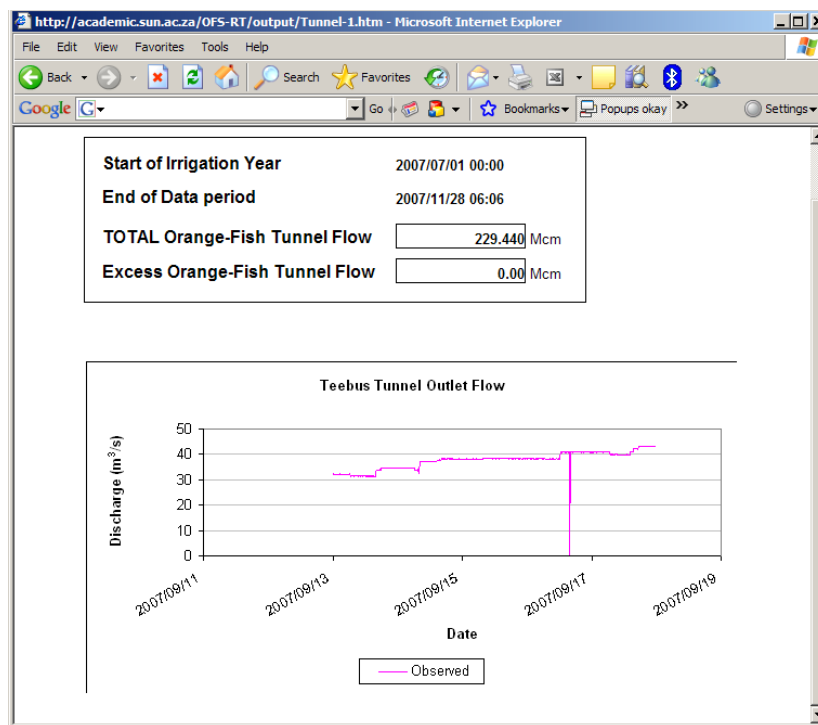 http://academic.sun.ac.za/OFS-RT/output/Tunnel-1.htm - Microsoft Internet Explorer
File Edit View Favorites Tools Help
Back Search Favorites
Google G Go Bookmarks Popups okay » Settings
Start of Irrigation Year 2007/07/01 00:00
End of Data period 2007/11/28 06:06
TOTAL Orange-Fish Tunnel Flow 229.440 Mcm
Excess Orange-Fish Tunnel Flow 0.00 Mcm
Teebus Tunnel Outlet Flow
Discharge (m³/s)
50
40
30
20
10
0
2007/09/11 2007/09/13 2007/09/15 2007/09/17 2007/09/19
Date
Observed